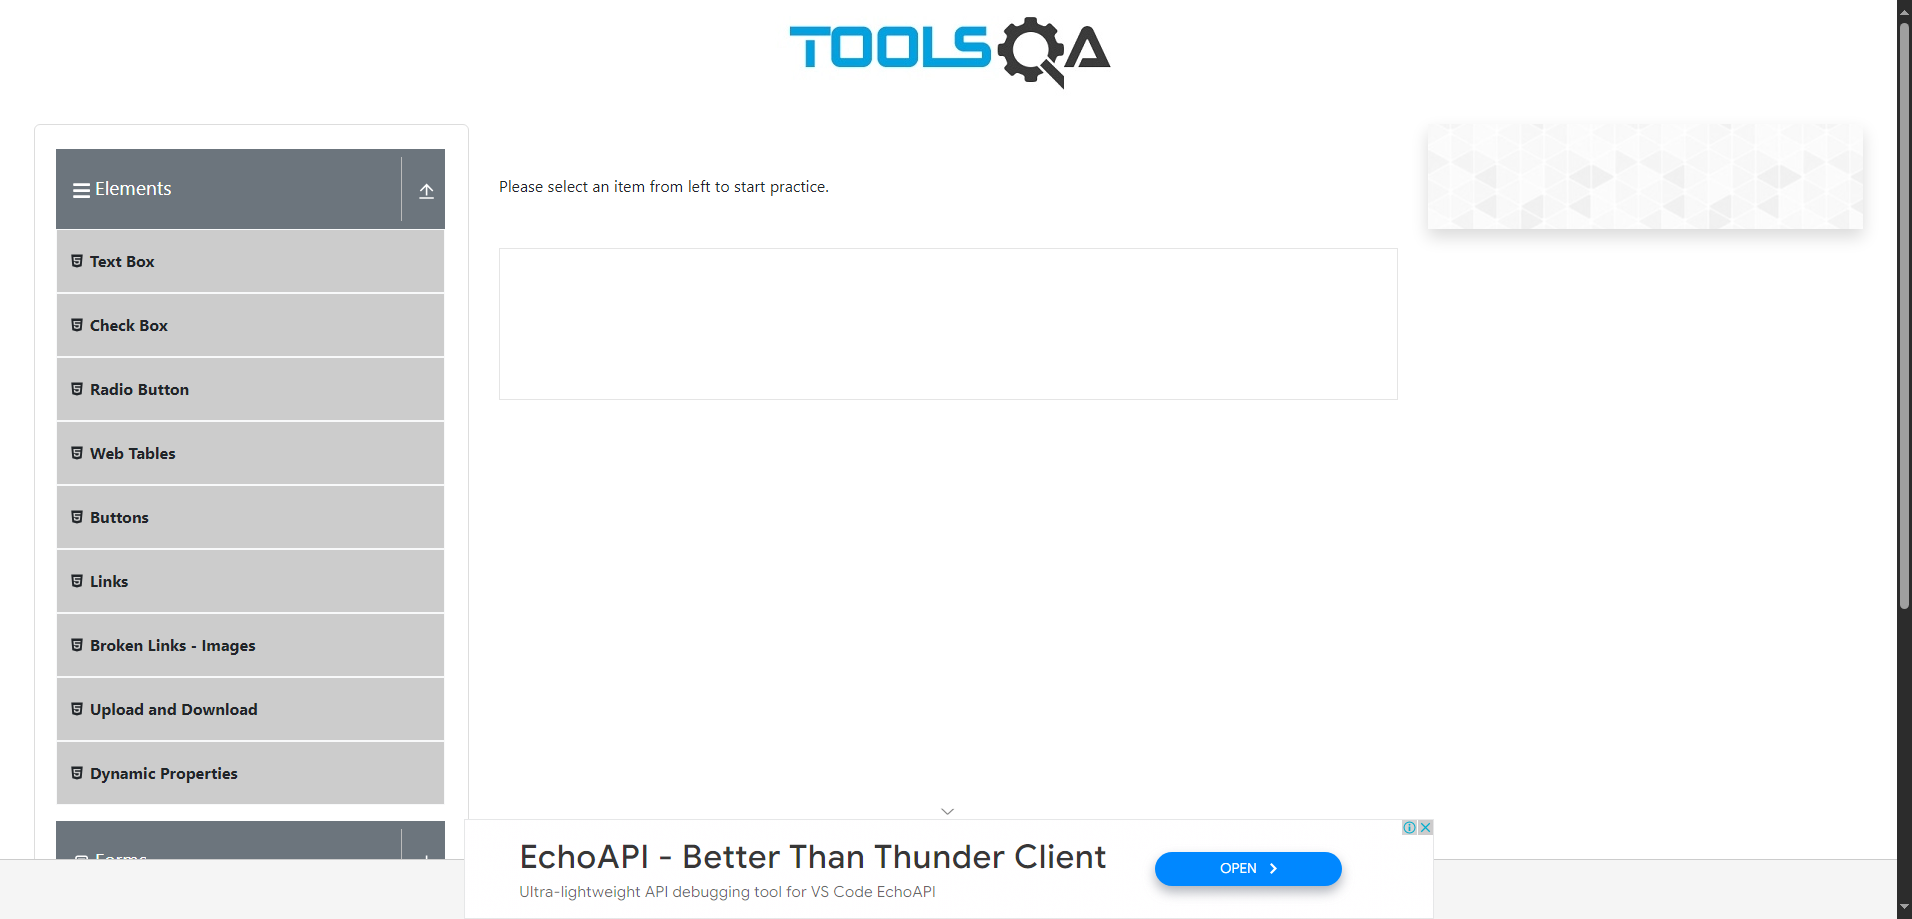 TOOLSQA
Elements
Please select an item from left to start practice.
Text Box
Check Box
Radio Button
Web Tables
Buttons
Links
Broken Links - Images
Upload and Download
Dynamic Properties
Forms
EchoAPI - Better Than Thunder Client
Ultra-lightweight API debugging tool for VS Code EchoAPI
OPEN